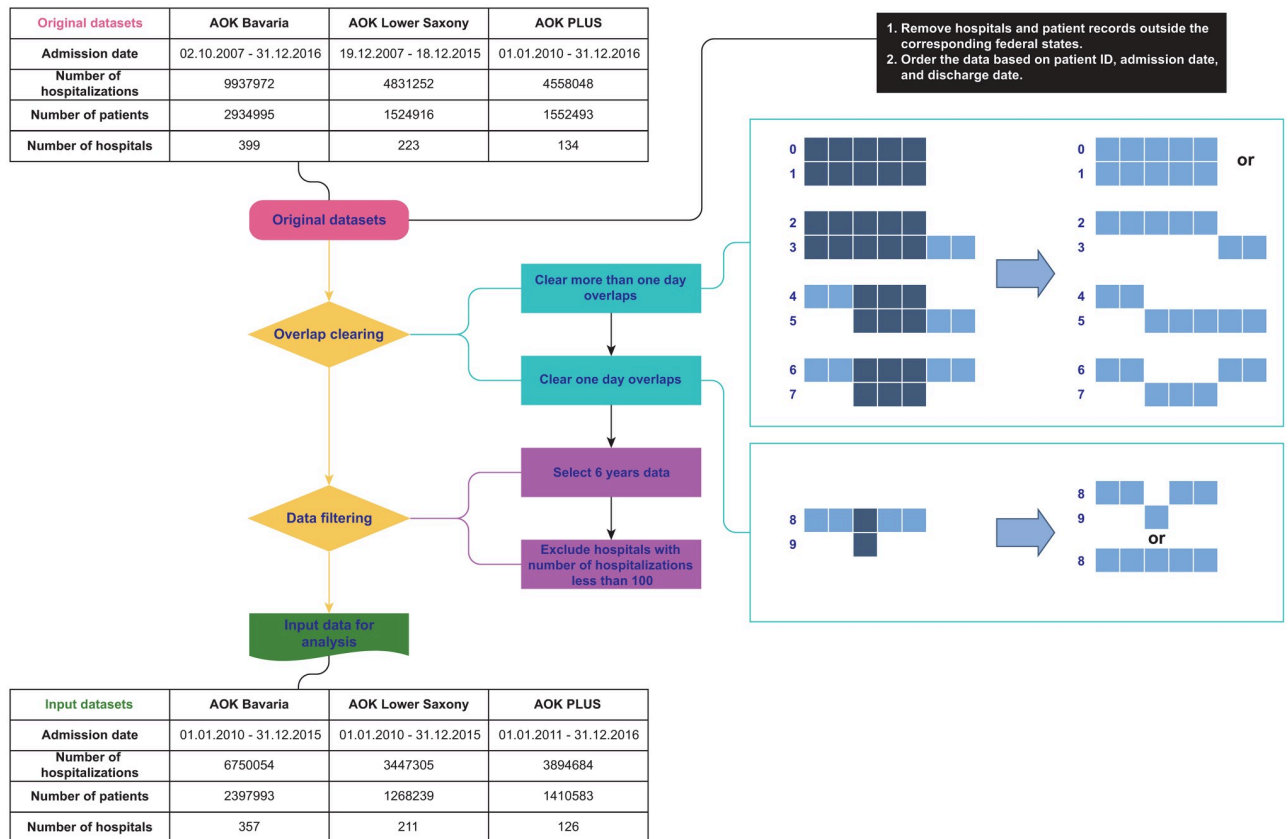 Original datasets AOK Bavaria AOK Lower Saxony AOK PLUS
Admission date 02.10.2007 - 31.12.2016 19.12.2007 - 18.12.2015 01.01.2010 - 31.12.2016
Number of
hospitalizations 9937972 4831252 4558048
Number of patients 2934995 1524916 1552493
Number of hospitals 399 223 134
1. Remove hospitals and patient records outside the
corresponding federal states.
2. Order the data based on patient ID, admission date,
and discharge date.
Original datasets
Overlap clearing
Clear more than one day
overlaps
Clear one day overlaps
Data filtering
Select 6 years data
Exclude hospitals with
number of hospitalizations
less than 100
Input data for
analysis
0
1
2
3
4
5
6
7
0
1
or
2
3
4
5
6
7
8
9
8
9
or
8
Input datasets AOK Bavaria AOK Lower Saxony AOK PLUS
Admission date 01.01.2010 - 31.12.2015 01.01.2010 - 31.12.2015 01.01.2011 - 31.12.2016
Number of
hospitalizations 6750054 3447305 3894684
Number of patients 2397993 1268239 1410583
Number of hospitals 357 211 126